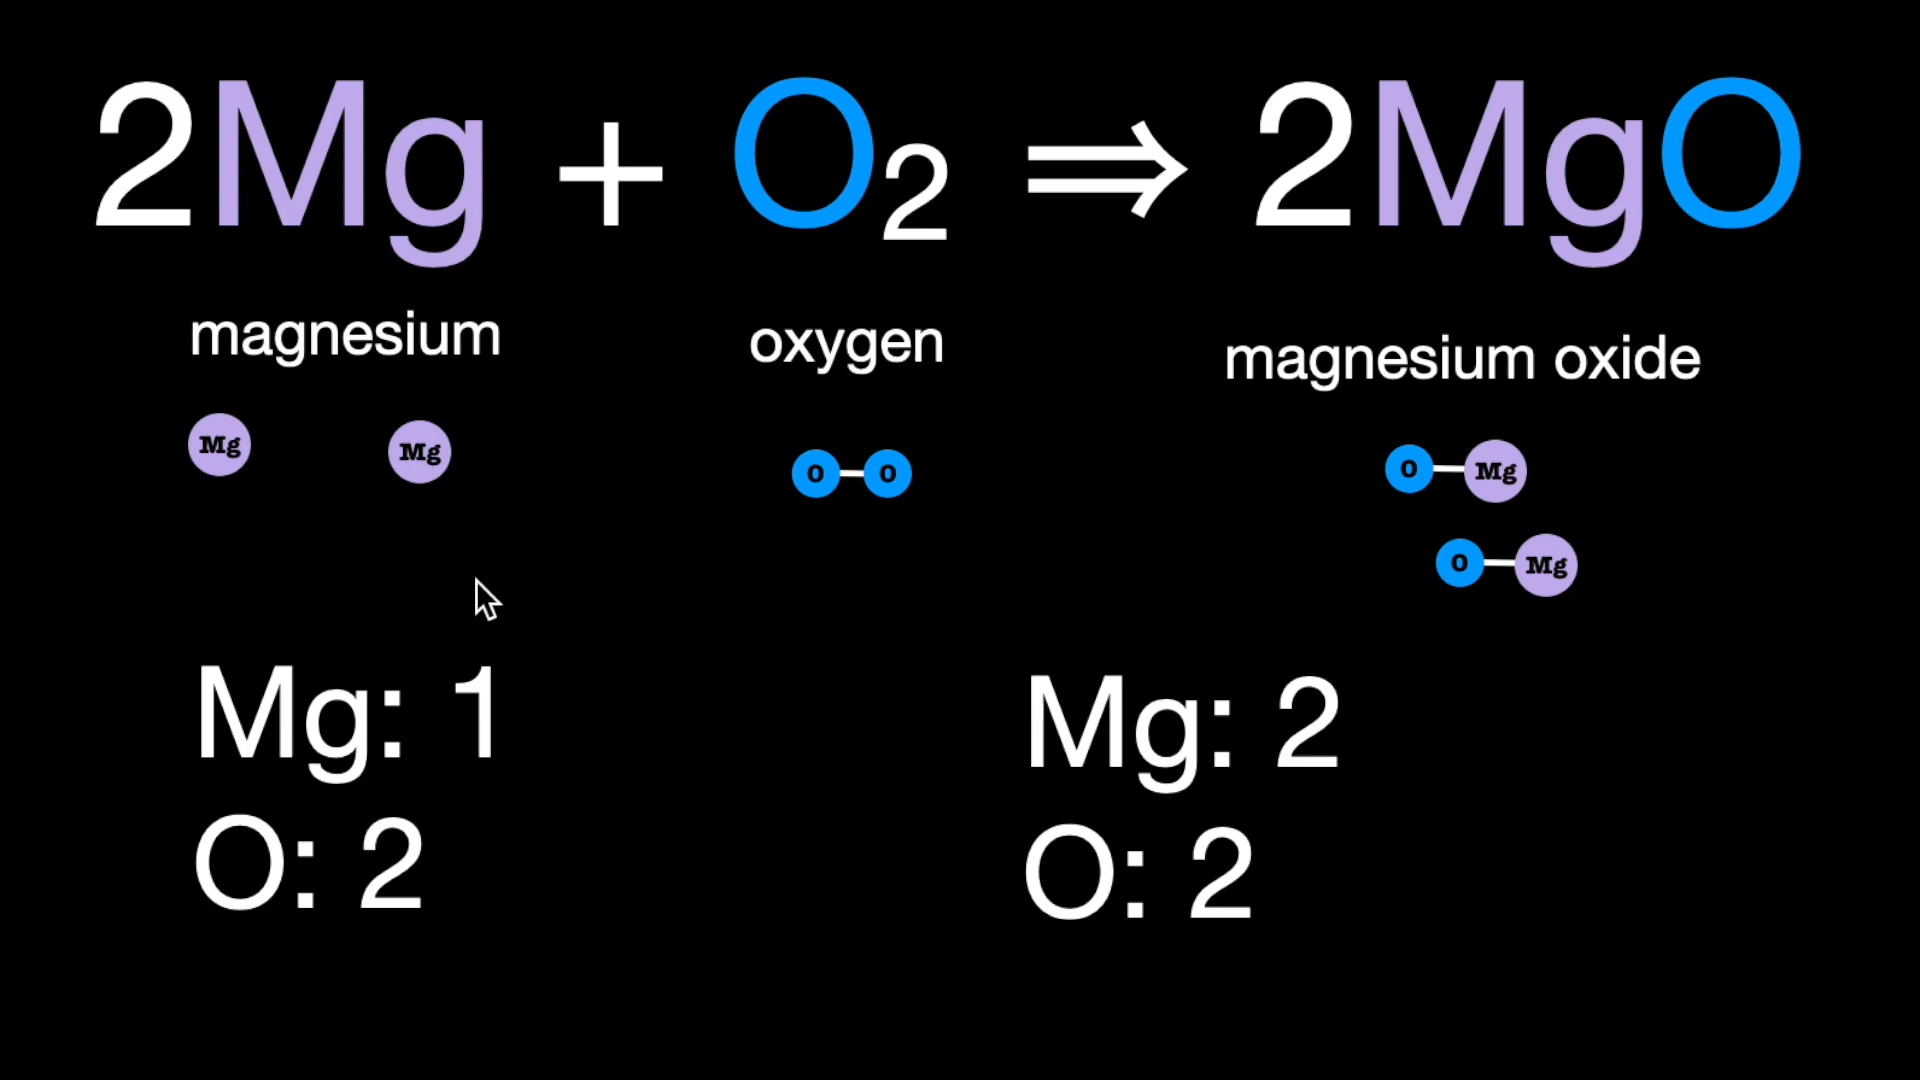 2Mg + O2 ⇒ 2MgO
magnesium oxygen magnesium oxide
Mg Mg O O O Mg
O Mg
Mg: 1 Mg: 2
O: 2 O: 2